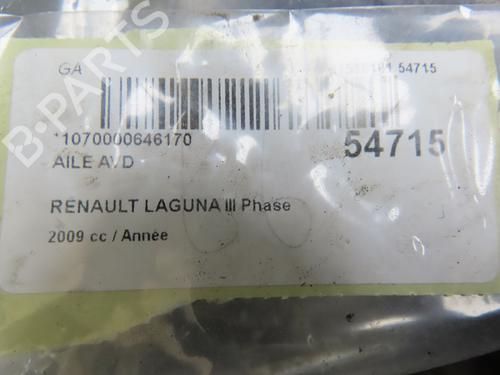 GA
54715
*1070000646170
54715
AILE AVD
RENAULT LAGUNA III Phase
2009 cc / Année
B-PARTS